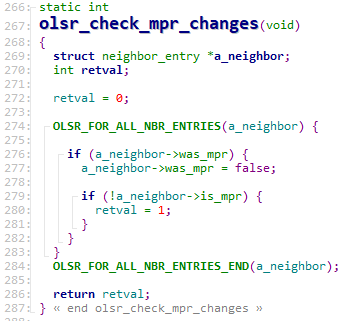 266: static int
267: olsr_check_mpr_changes(void)
268: {
269: struct neighbor_entry *a_neighbor;
270: int retval;
271:
272: retval = 0;
273:
274: OLSR_FOR_ALL_NBR_ENTRIES(a_neighbor) {
275:
276: if (a_neighbor->was_mpr) {
277: a_neighbor->was_mpr = false;
278:
279: if (!a_neighbor->is_mpr) {
280: retval = 1;
281: }
282: }
283: }
284: OLSR_FOR_ALL_NBR_ENTRIES_END(a_neighbor);
285:
286: return retval;
287: } « end olsr_check_mpr_changes »